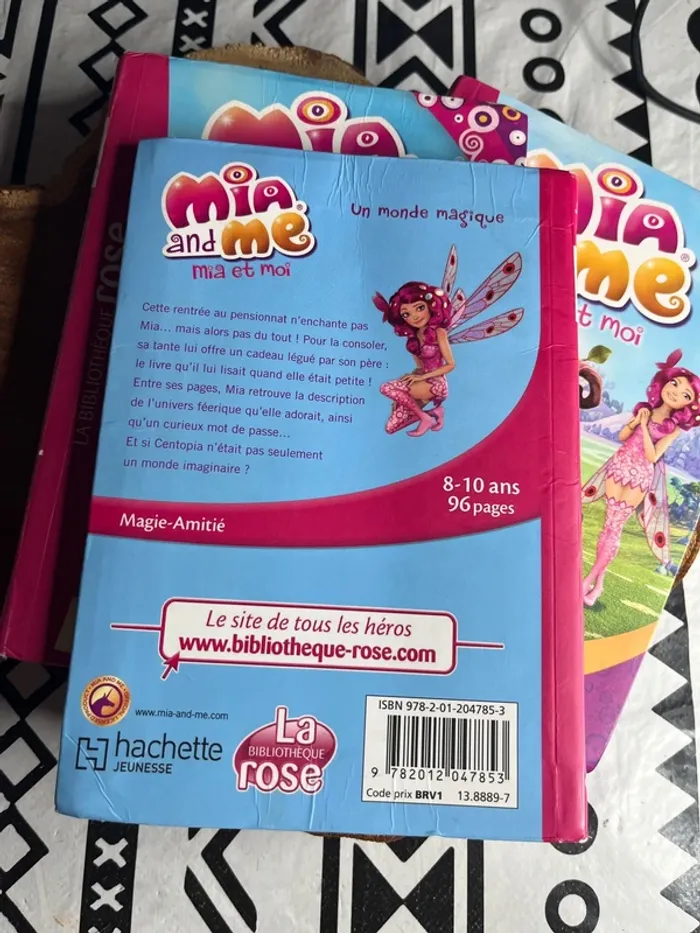 mia
LA BIBLIOTHÈQUE rose
mia
and me
mia et moi
Un monde magique
mia
me
t moi
Cette rentrée au pensionnat n'enchante pas
Mia... mais alors pas du tout ! Pour la consoler,
sa tante lui offre un cadeau légué par son père :
le livre qu'il lui lisait quand elle était petite !
Entre ses pages, Mia retrouve la description
de l'univers féerique qu'elle adorait, ainsi
qu'un curieux mot de passe...
Et si Centopia n'était pas seulement
un monde imaginaire ?
8-10 ans
96 pages
Magie-Amitié
Le site de tous les héros
www.bibliotheque-rose.com
www.mia-and-me.com
hachette
JEUNESSE
La
BIBLIOTHÈQUE
rose
ISBN 978-2-01-204785-3
9 782012 047853
Code prix BRV1 13.8889-7